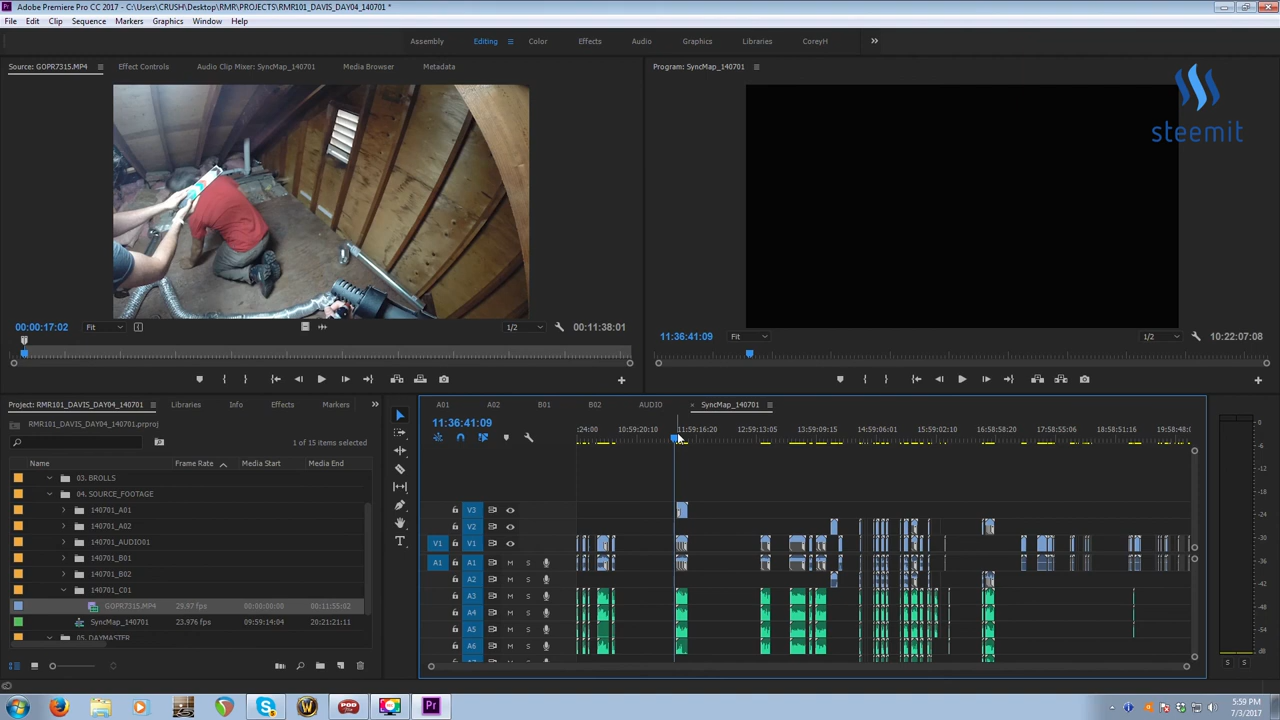 Adobe Premiere Pro CC 2017 - C:\Users\CRUSH\Desktop\RMR\PROJECTS\RMR101_DAVIS_DAY04_140701 *
File Edit Clip Sequence Markers Graphics Window Help
Assembly Editing Color Effects Audio Graphics Libraries CoreyH
Source: GOPR7315.MP4 Effect Controls Audio Clip Mixer: SyncMap_140701 Media Browser Metadata
Program: SyncMap_140701
steemit
00:00:17:02 Fit 1/2 00:11:38:01
11:36:41:09 Fit 1/2 10:22:07:08
Project: RMR101_DAVIS_DAY04_140701 Libraries Info Effects Markers
RMR101_DAVIS_DAY04_140701.prproj
1 of 15 items selected
Name Frame Rate Media Start Media End
03. BROLLS
04. SOURCE_FOOTAGE
140701_A01
140701_A02
140701_AUDIO01
140701_B01
140701_B02
140701_C01
GOPR7315.MP4 29.97 fps 00:00:00:00 00:11:55:02
SyncMap_140701 23.976 fps 09:59:14:04 20:21:21:11
05. DAYMASTER
A01 A02 B01 B02 AUDIO × SyncMap_140701
11:36:41:09
:24:00 10:59:20:10 11:59:16:20 12:59:13:05 13:59:09:15 14:59:06:01 15:59:02:10 16:58:58:20 17:58:55:06 18:58:51:16 19:58:48:0
V3
V2
V1 V1
A1 A1 M S
A2 M S
A3 M S
A4 M S
A5 M S
A6 M S
S S
5:59 PM
7/3/2017